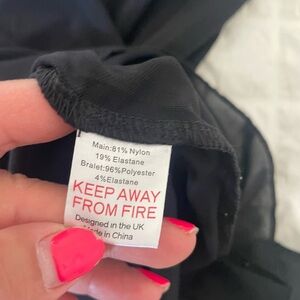 Main:81% Nylon
19% Elastane
Bralet:96%Polyester
4%Elastane
KEEP AWAY
FROM FIRE
Designed in the UK
Made in China